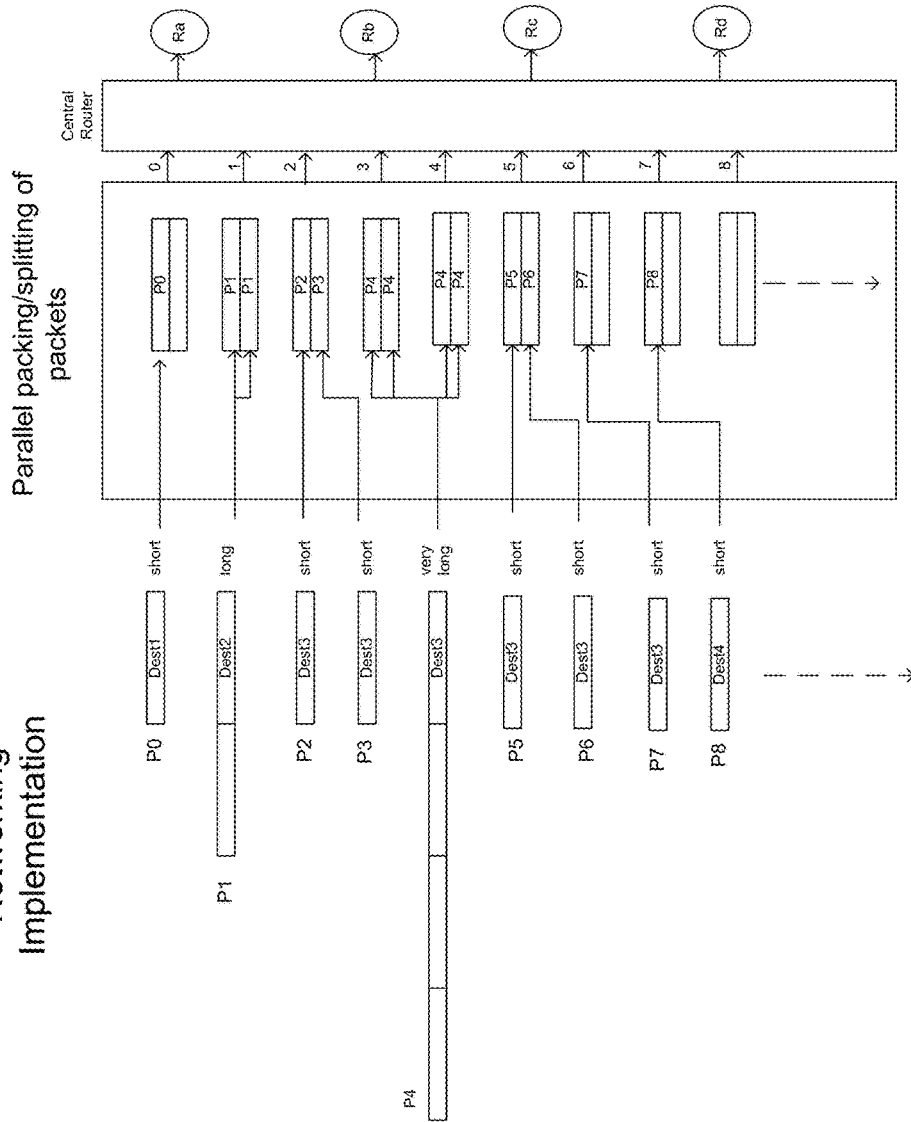 Implementation
Parallel packing/splitting of
packets
Central
Router
P0
Dest1
short
P0
0
Ra
P1
Dest2
long
P1
P1
1
P2
Dest3
short
P2
P3
2
P3
Dest3
short
P4
P4
3
Rb
P4
Dest3
very
long
P4
P4
4
P5
Dest3
short
P5
P6
5
Rc
P6
Dest3
short
P7
6
P7
Dest3
short
P8
7
P8
Dest4
short
8
Rd